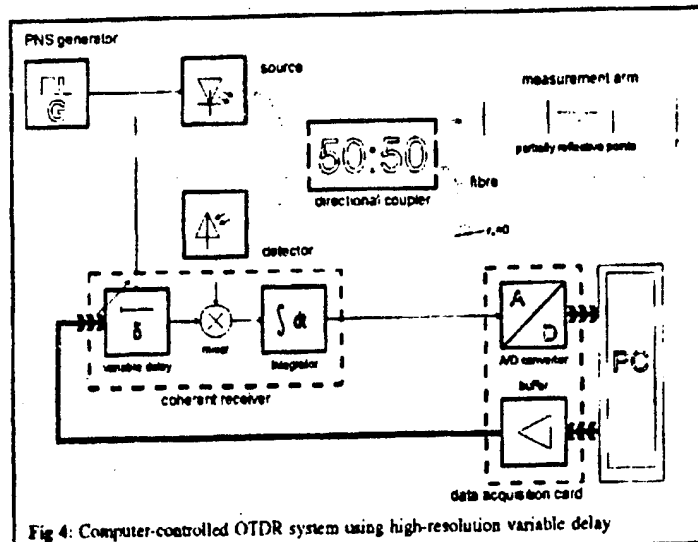 PNS generator
G
source
measurement arm
partially reflective points
50:50
directional coupler
fibre
detector
variable delay
mixer
∫ dt
integrator
coherent receiver
A
D
A/D converter
buffer
data acquisition card
PC
Fig 4: Computer-controlled OTDR system using high-resolution variable delay